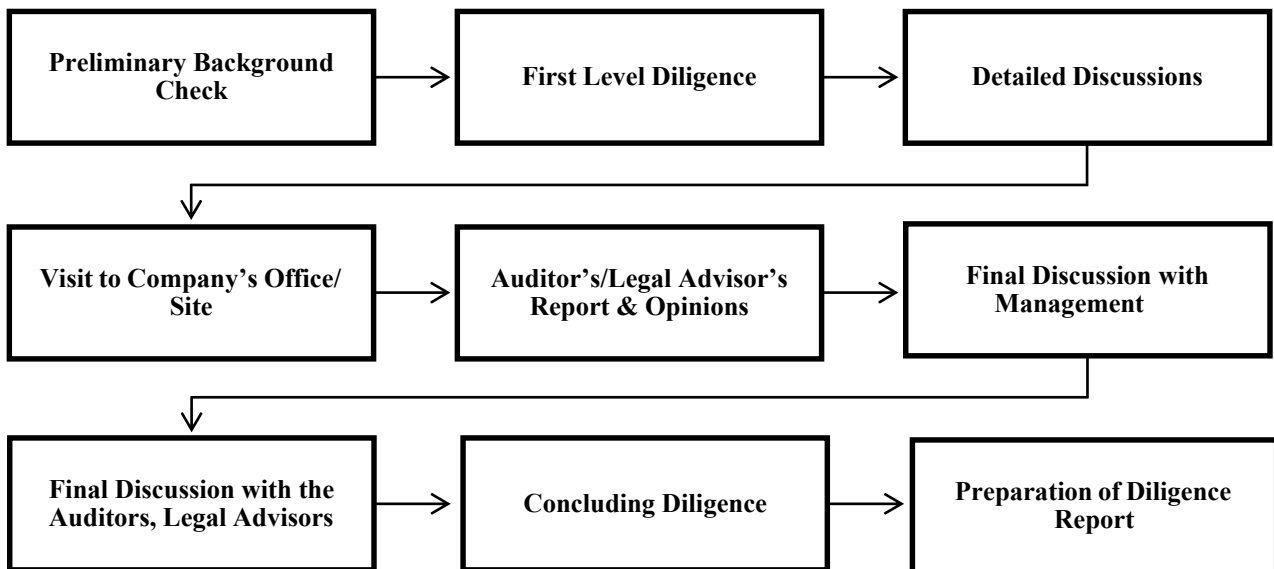 Preliminary Background
Check
First Level Diligence
Detailed Discussions
Visit to Company’s Office/
Site
Auditor’s/Legal Advisor’s
Report & Opinions
Final Discussion with
Management
Final Discussion with the
Auditors, Legal Advisors
Concluding Diligence
Preparation of Diligence
Report